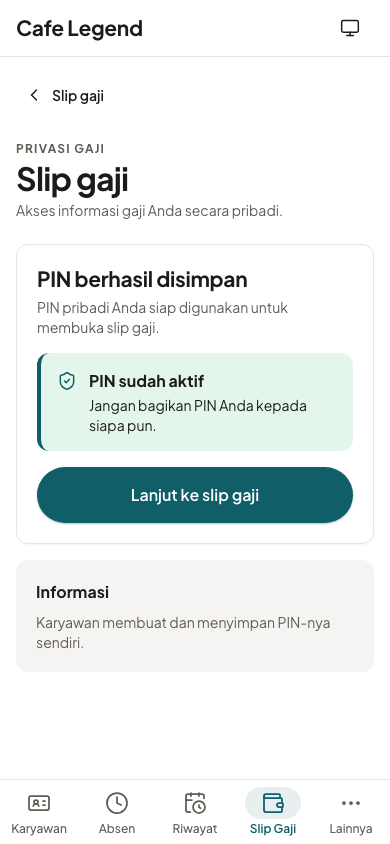 Cafe Legend
Slip gaji
PRIVASI GAJI
Slip gaji
Akses informasi gaji Anda secara pribadi.
PIN berhasil disimpan
PIN pribadi Anda siap digunakan untuk
membuka slip gaji.
PIN sudah aktif
Jangan bagikan PIN Anda kepada
siapa pun.
Lanjut ke slip gaji
Informasi
Karyawan membuat dan menyimpan PIN-nya
sendiri.
Karyawan
Absen
Riwayat
Slip Gaji
Lainnya